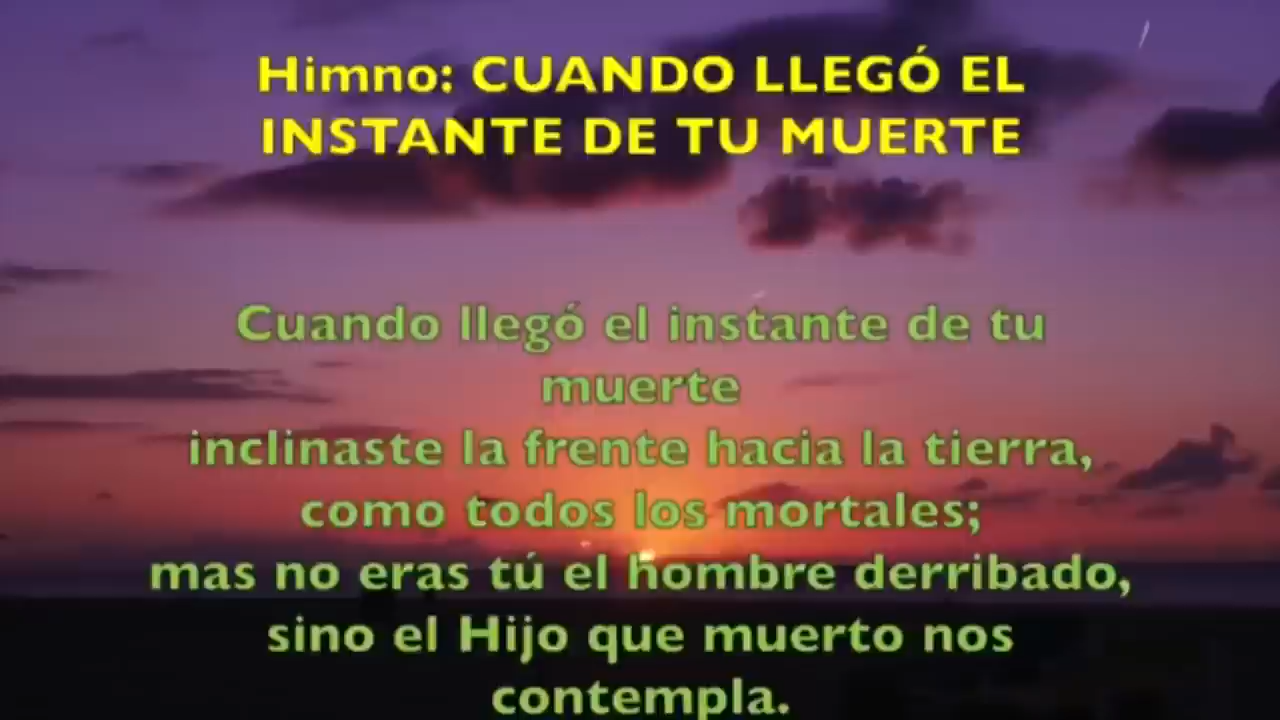 Himno: CUANDO LLEGÓ EL
INSTANTE DE TU MUERTE
Cuando llegó el instante de tu
muerte
inclinaste la frente hacia la tierra,
como todos los mortales;
mas no eras tú el hombre derribado,
sino el Hijo que muerto nos
contempla.